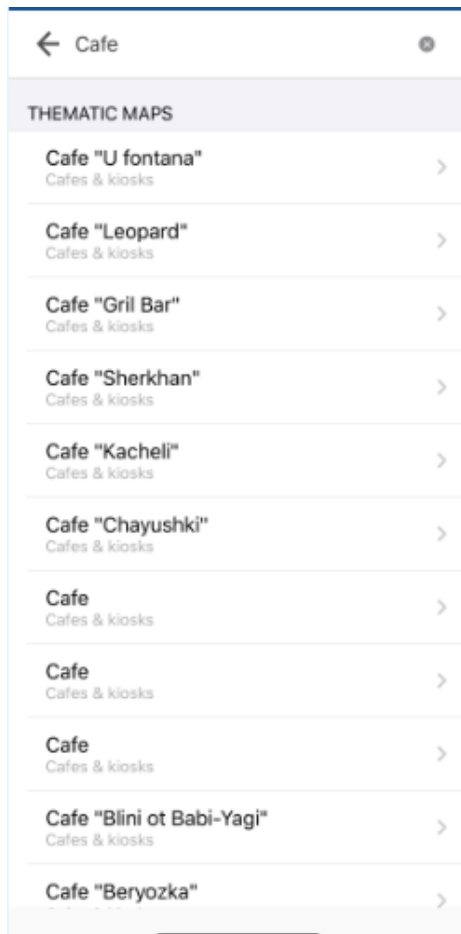 Cafe
THEMATIC MAPS
Cafe "U fontana"
Cafes & kiosks
Cafe "Leopard"
Cafes & kiosks
Cafe "Gril Bar"
Cafes & kiosks
Cafe "Sherkhan"
Cafes & kiosks
Cafe "Kacheli"
Cafes & kiosks
Cafe "Chayushki"
Cafes & kiosks
Cafe
Cafes & kiosks
Cafe
Cafes & kiosks
Cafe
Cafes & kiosks
Cafe "Blini ot Babi-Yagi"
Cafes & kiosks
Cafe "Beryozka"